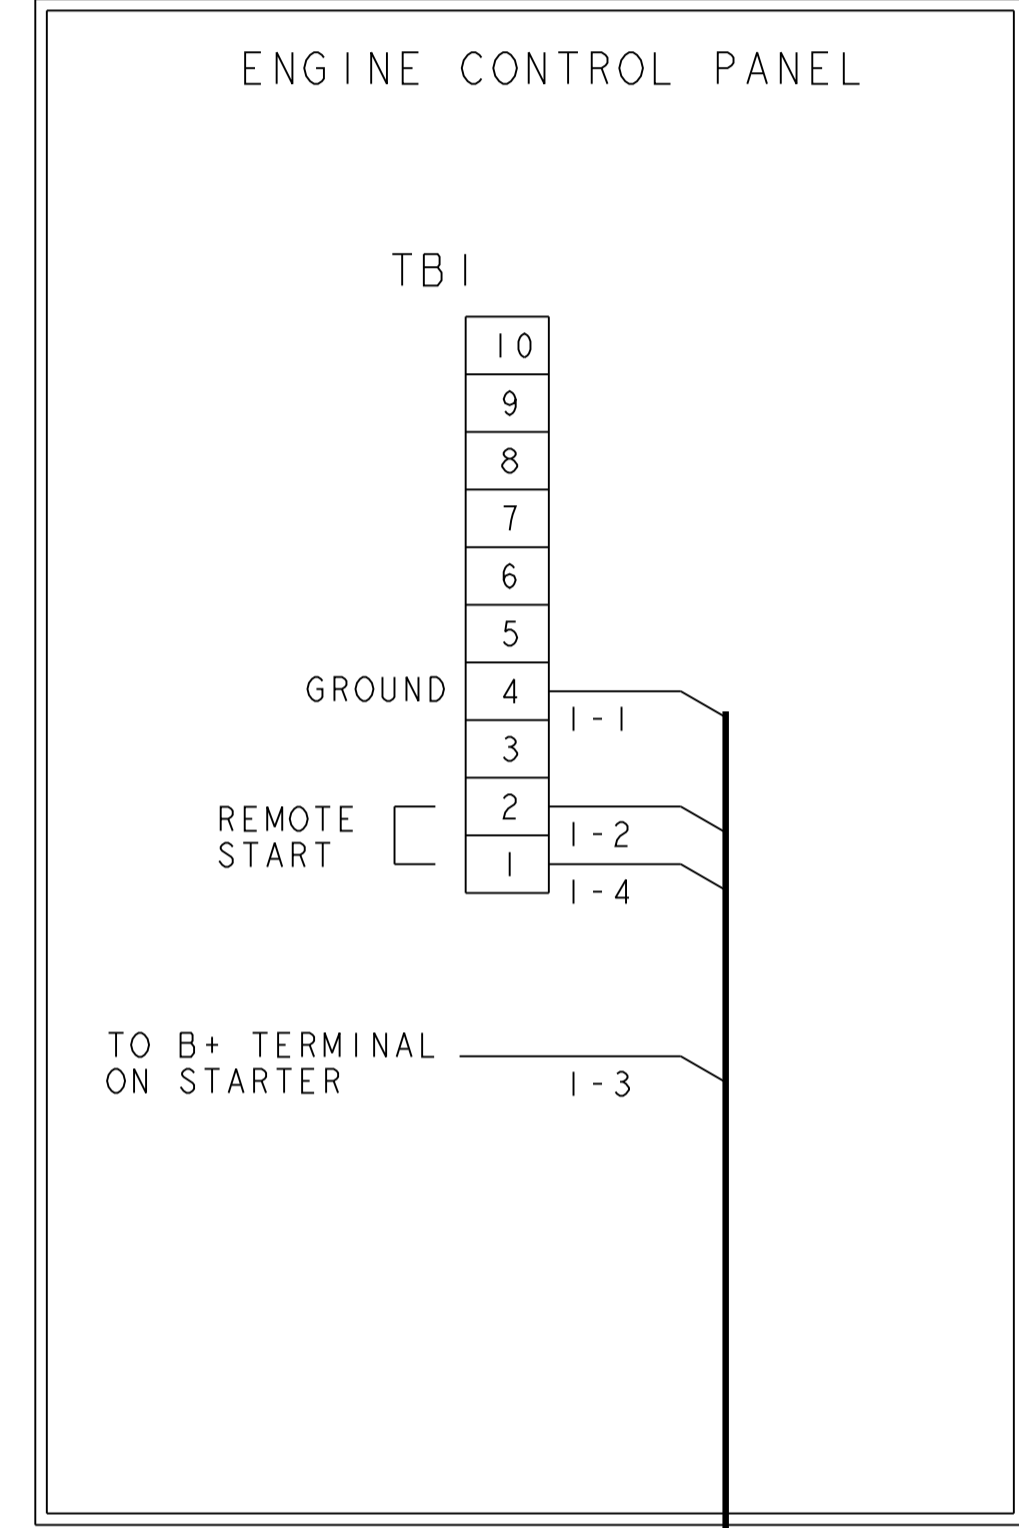 ENGINE CONTROL PANEL
TB1
10
9
8
7
6
5
GROUND 4
1-1
3
REMOTE 2
1-2
START 1
1-4
TO B+ TERMINAL
ON STARTER
1-3